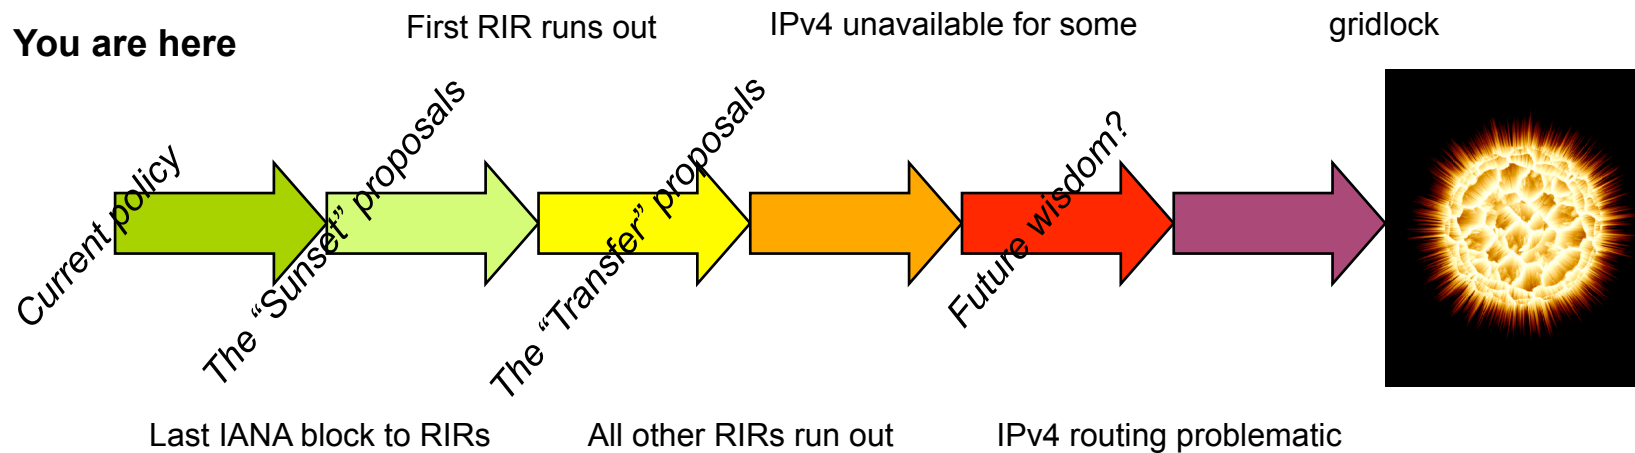 You are here
First RIR runs out
IPv4 unavailable for some
gridlock
Current policy
The “Sunset” proposals
The “Transfer” proposals
Future wisdom?
Last IANA block to RIRs
All other RIRs run out
IPv4 routing problematic